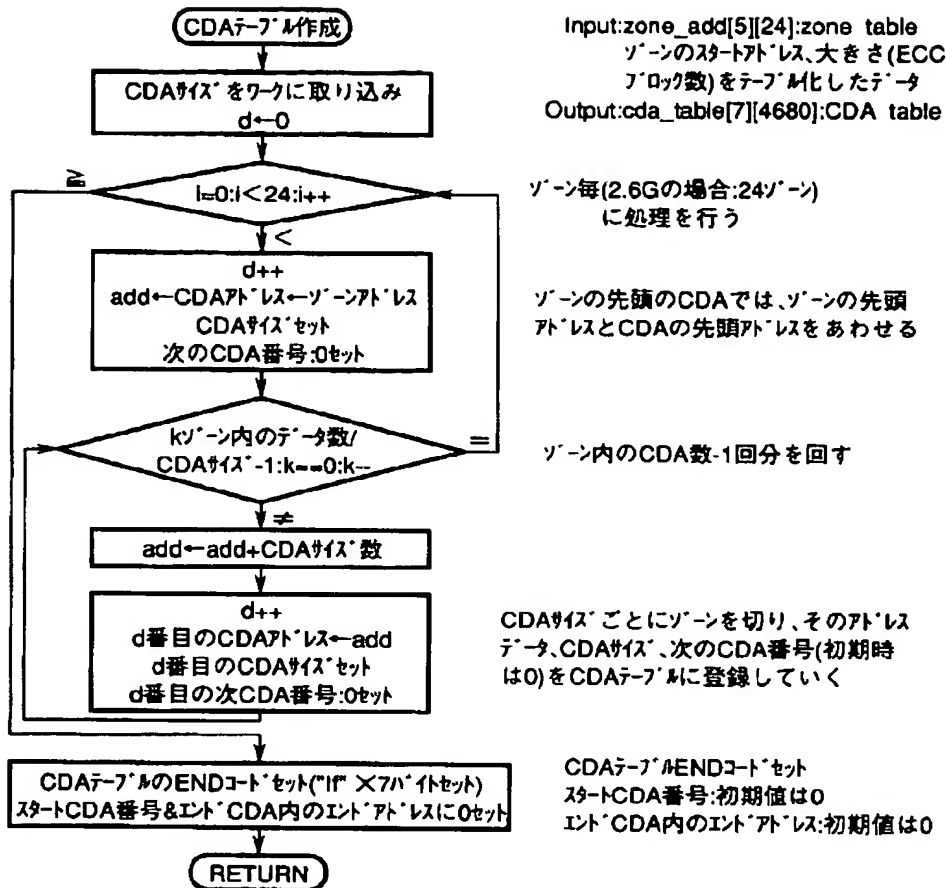 CDAﾃｰﾌﾞﾙ作成
Input:zone_add[5][24]:zone table
ｿﾞｰﾝのｽﾀｰﾄｱﾄﾞﾚｽ、大きさ(ECC
ﾌﾞﾛｯｸ数)をﾃｰﾌﾞﾙ化したﾃﾞｰﾀ
Output:cda_table[7][4680]:CDA table
CDAｻｲｽﾞをﾜｰｸに取り込み
d←0
≧
i=0:i<24:i++
<
ｿﾞｰﾝ毎(2.6Gの場合:24ｿﾞｰﾝ)
に処理を行う
d++
add←CDAｱﾄﾞﾚｽ←ｿﾞｰﾝｱﾄﾞﾚｽ
CDAｻｲｽﾞｾｯﾄ
次のCDA番号:0ｾｯﾄ
ｿﾞｰﾝの先頭のCDAでは、ｿﾞｰﾝの先頭
ｱﾄﾞﾚｽとCDAの先頭ｱﾄﾞﾚｽをあわせる
kｿﾞｰﾝ内のﾃﾞｰﾀ数/
CDAｻｲｽﾞ-1:k==0:k--
=
≠
ｿﾞｰﾝ内のCDA数-1回分を回す
add←add+CDAｻｲｽﾞ数
d++
d番目のCDAｱﾄﾞﾚｽ←add
d番目のCDAｻｲｽﾞｾｯﾄ
d番目の次CDA番号:0ｾｯﾄ
CDAｻｲｽﾞごとにｿﾞｰﾝを切り、そのｱﾄﾞﾚｽ
ﾃﾞｰﾀ、CDAｻｲｽﾞ、次のCDA番号(初期時
は0)をCDAﾃｰﾌﾞﾙに登録していく
CDAﾃｰﾌﾞﾙのENDｺｰﾄﾞｾｯﾄ("ff" ×7ﾊﾞｲﾄｾｯﾄ)
ｽﾀｰﾄCDA番号&ｴﾝﾄﾞCDA内のｴﾝﾄﾞｱﾄﾞﾚｽに0ｾｯﾄ
CDAﾃｰﾌﾞﾙENDｺｰﾄﾞｾｯﾄ
ｽﾀｰﾄCDA番号:初期値は0
ｴﾝﾄﾞCDA内のｴﾝﾄﾞｱﾄﾞﾚｽ:初期値は0
RETURN